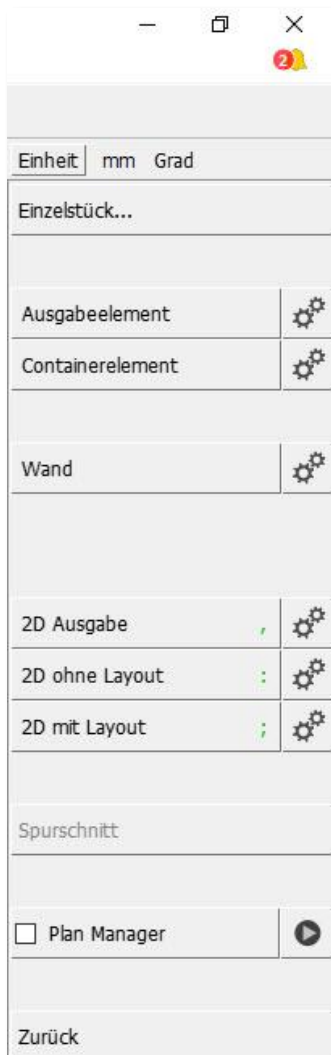 2
Einheit mm Grad
Einzelstück...
Ausgabeelement
Containerelement
Wand
2D Ausgabe ,
2D ohne Layout :
2D mit Layout ;
Spurschnitt
Plan Manager
Zurück